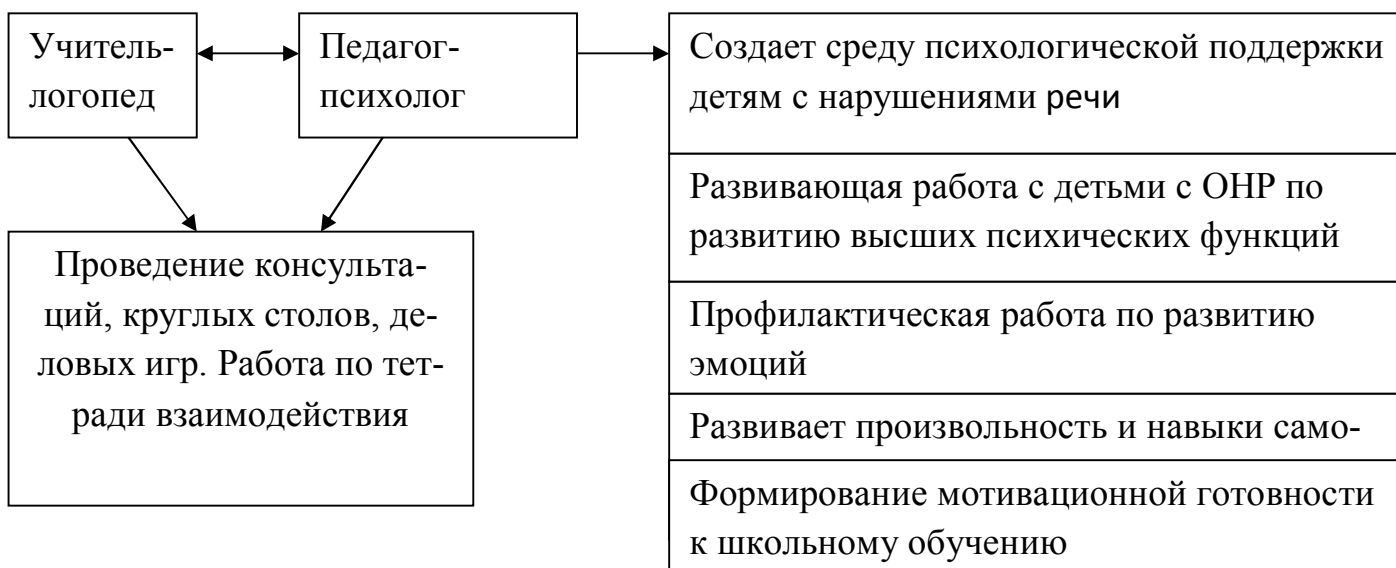 Учитель-
логопед
Педагог-
психолог
Проведение консульта-
ций, круглых столов, де-
ловых игр. Работа по тет-
ради взаимодействия
Создает среду психологической поддержки
детям с нарушениями речи
Развивающая работа с детьми с ОНР по
развитию высших психических функций
Профилактическая работа по развитию
эмоций
Развивает произвольность и навыки само-
Формирование мотивационной готовности
к школьному обучению